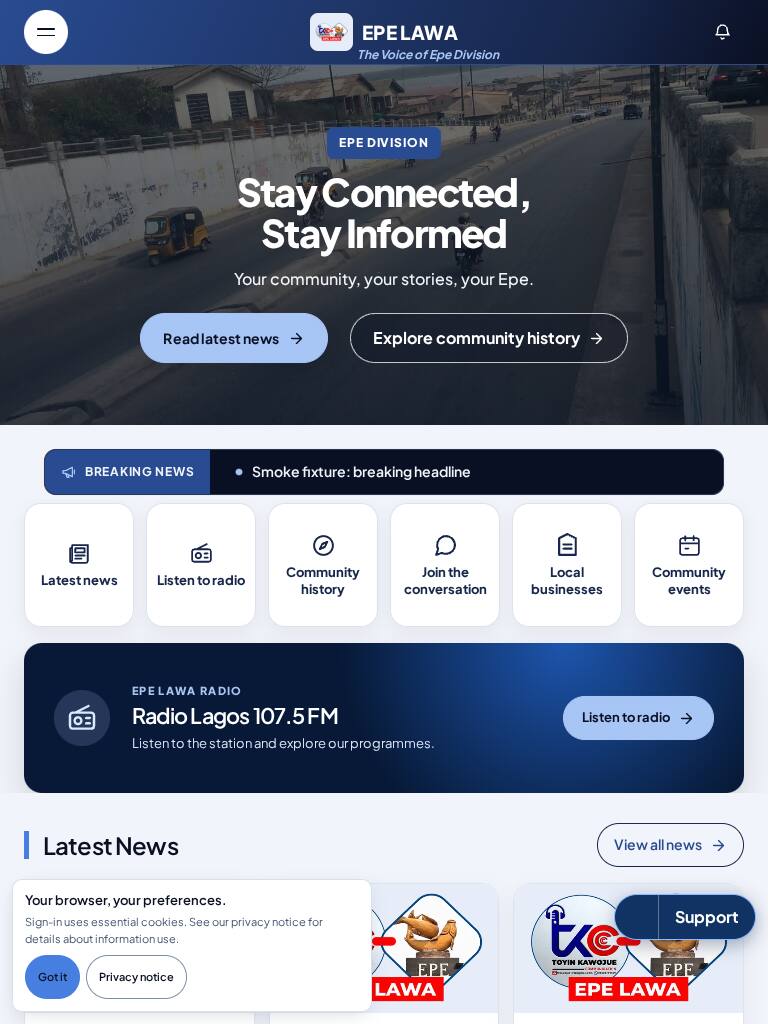 EPE LAWA
The Voice of Epe Division
EPE DIVISION
Stay Connected,
Stay Informed
Your community, your stories, your Epe.
Read latest news
Explore community history
BREAKING NEWS
Smoke fixture: breaking headline
Latest news
Listen to radio
Community
history
Join the
conversation
Local
businesses
Community
events
EPE LAWA RADIO
Radio Lagos 107.5 FM
Listen to the station and explore our programmes.
Listen to radio
Latest News
View all news
Your browser, your preferences.
Sign-in uses essential cookies. See our privacy notice for
details about information use.
Got it
Privacy notice
EPE
LAWA
tkc
TOYIN KAWOJUE
EPE
EPE LAWA
Support